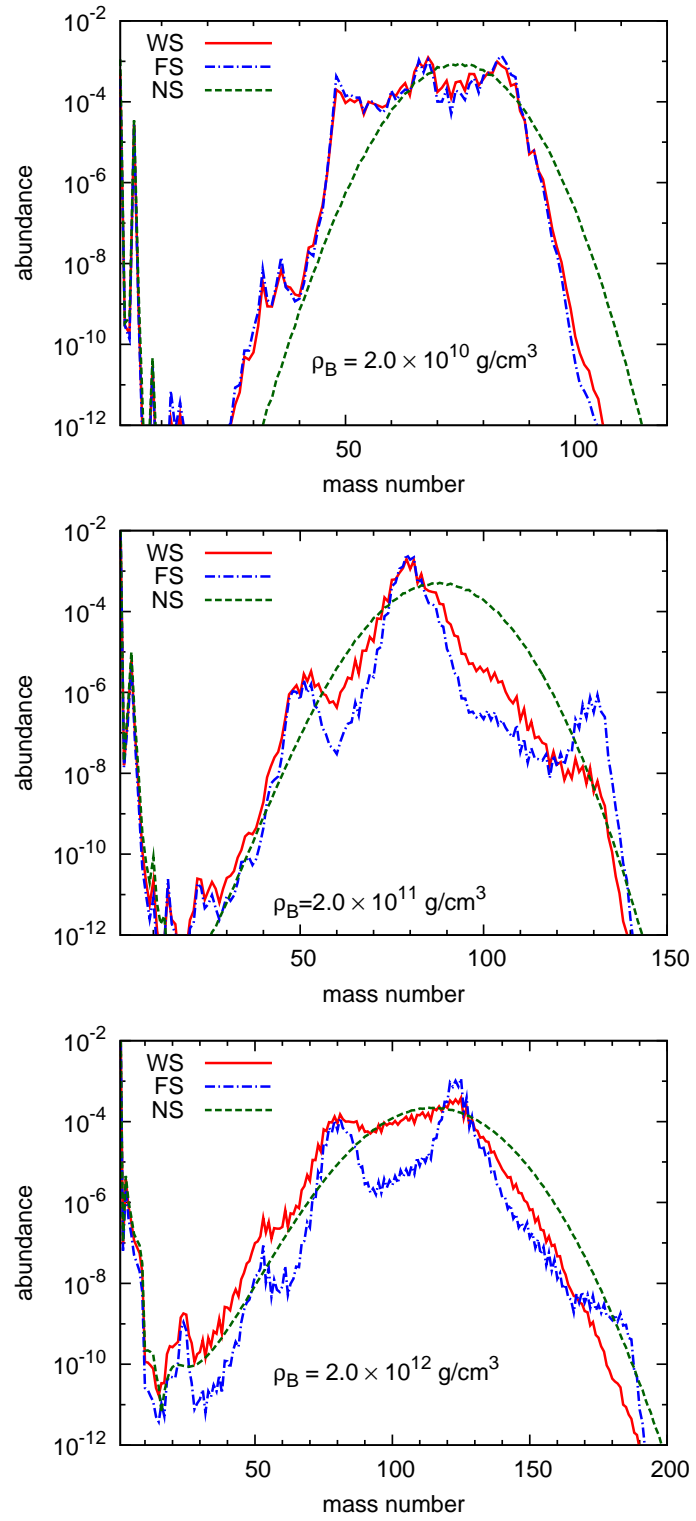 WS
FS
NS
10^-4
10^-6
10^-8
10^-10
10^-12
abundance
ρ_B = 2.0 × 10^10 g/cm^3
50 100
mass number
10^-2
WS
FS
NS
10^-4
10^-6
10^-8
10^-10
10^-12
abundance
ρ_B=2.0 × 10^11 g/cm^3
50 100 150
mass number
10^-2
WS
FS
NS
10^-4
10^-6
10^-8
10^-10
10^-12
abundance
ρ_B = 2.0 × 10^12 g/cm^3
50 100 150 200
mass number